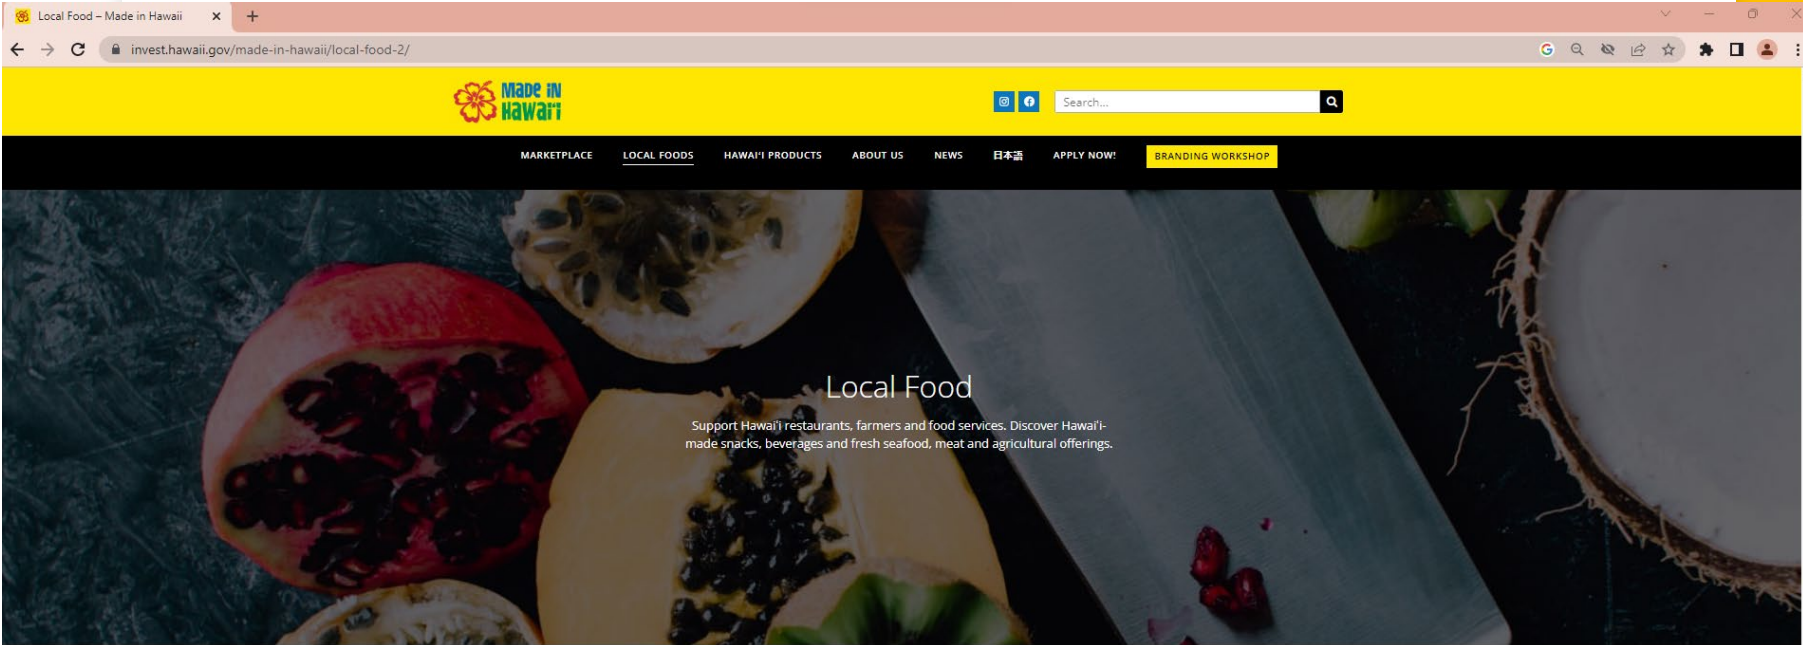 Local Food – Made in Hawaii
invest.hawaii.gov/made-in-hawaii/local-food-2/
MADE IN
HAWAI'I
Search...
MARKETPLACE LOCAL FOODS HAWAI'I PRODUCTS ABOUT US NEWS 日本語 APPLY NOW! BRANDING WORKSHOP
Local Food
Support Hawai'i restaurants, farmers and food services. Discover Hawai'i-
made snacks, beverages and fresh seafood, meat and agricultural offerings.